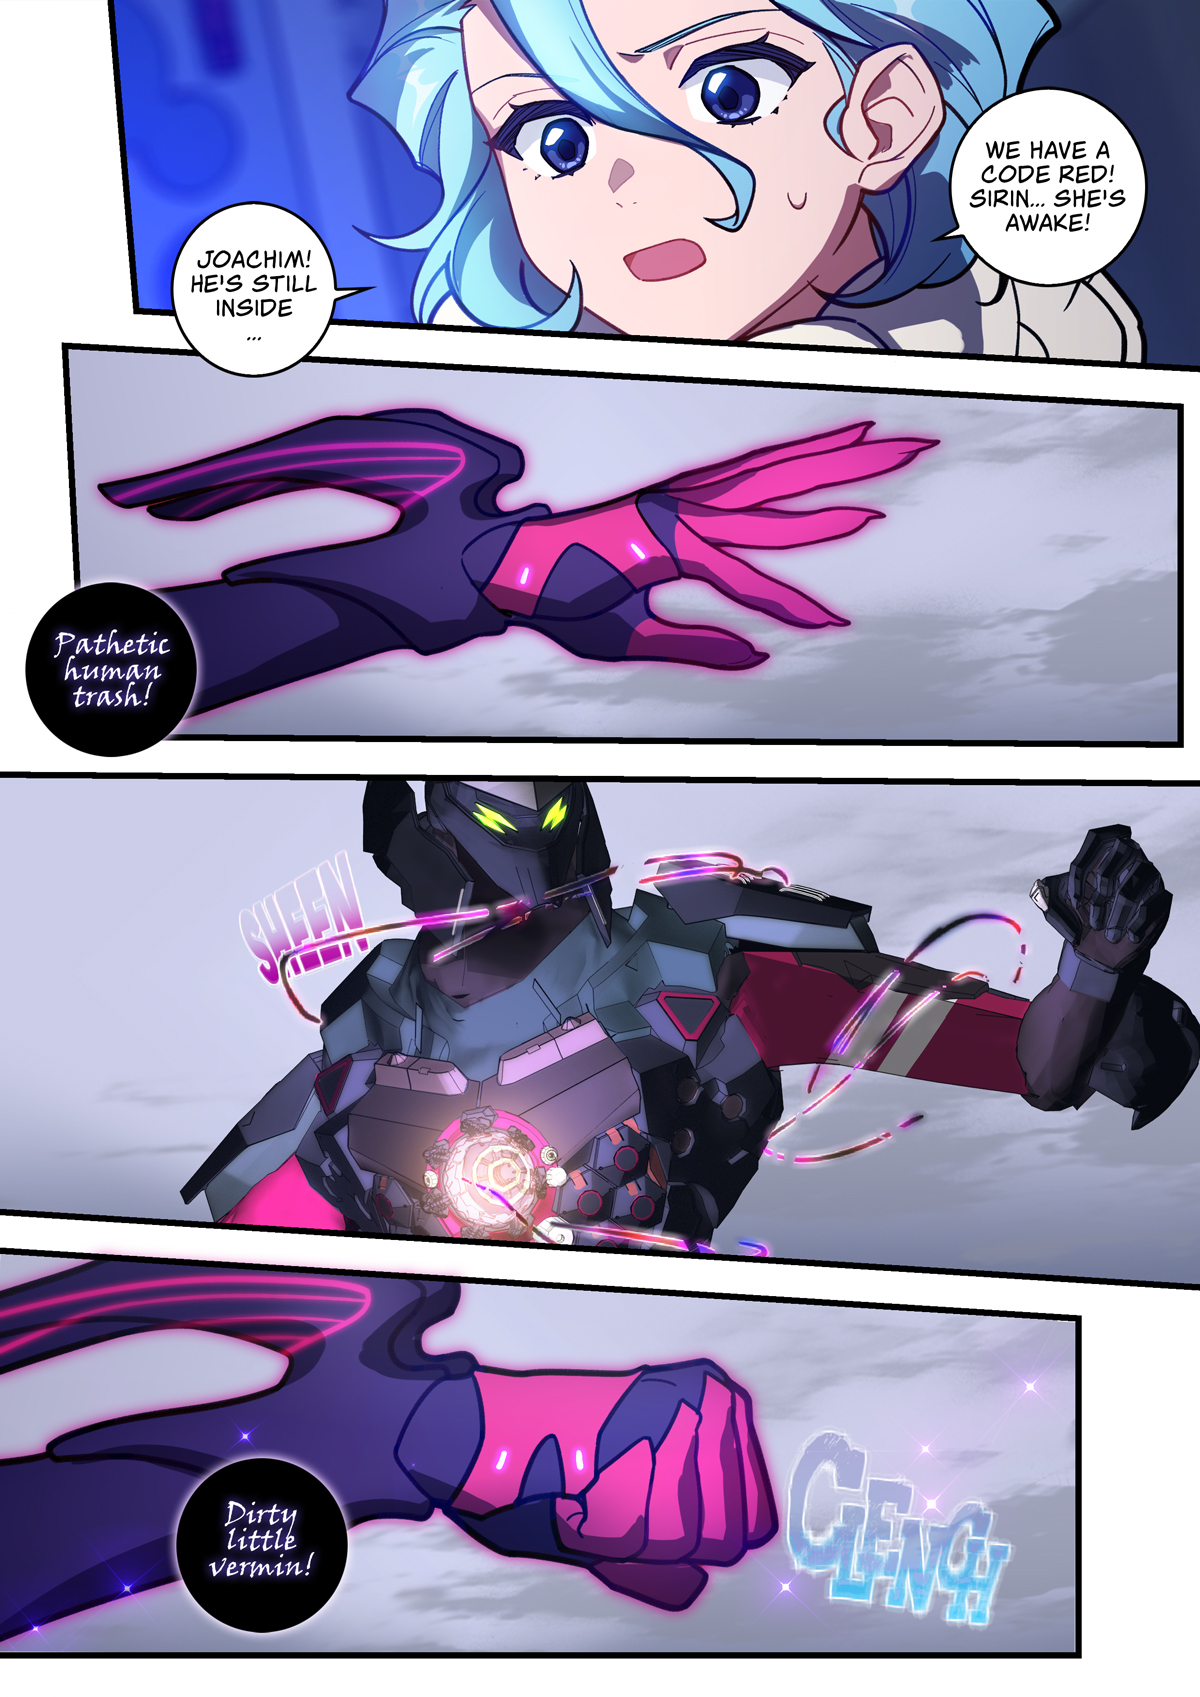 WE HAVE A
CODE RED!
SIRIN... SHE'S
AWAKE!
JOACHIM!
HE'S STILL
INSIDE
...
Pathetic
human
trash!
SHEEN
Dirty
little
vermin!
CLENCH